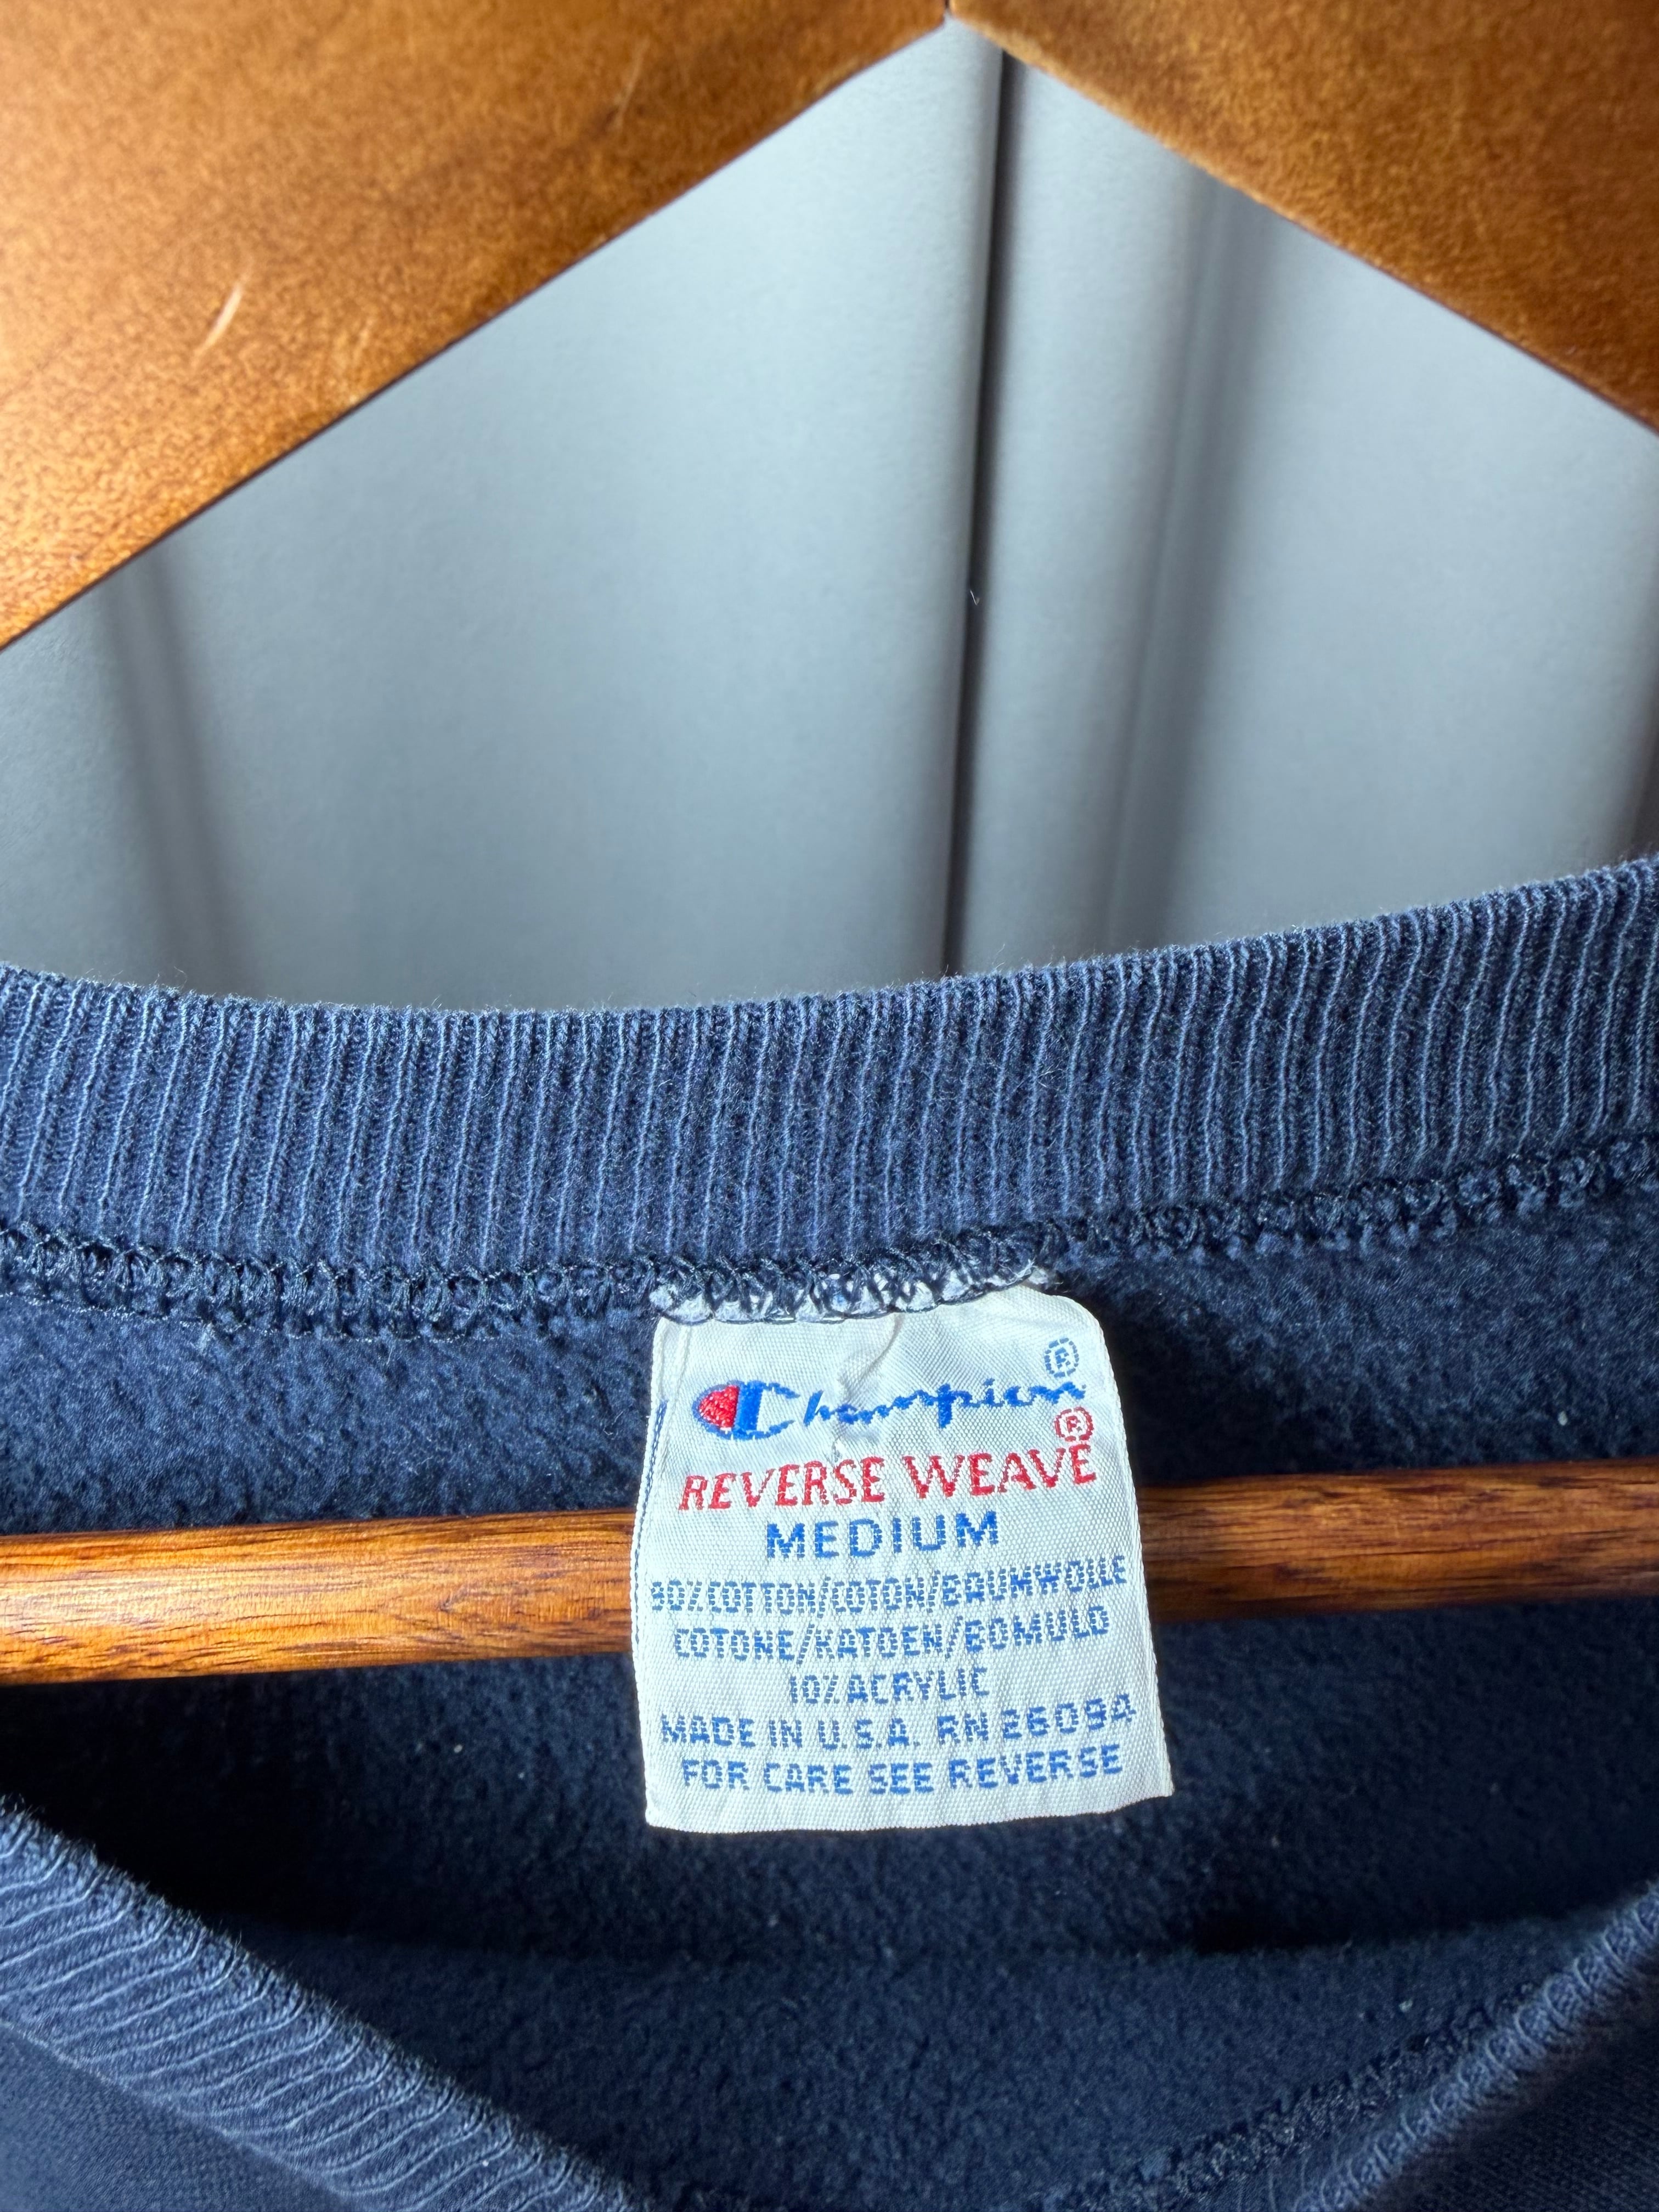 Champion®
REVERSE WEAVE®
MEDIUM
90% COTTON/COTON/BAUMWOLLE
COTONE/KATOEN/BOMULD
10% ACRYLIC
MADE IN U.S.A. RN 26094
FOR CARE SEE REVERSE